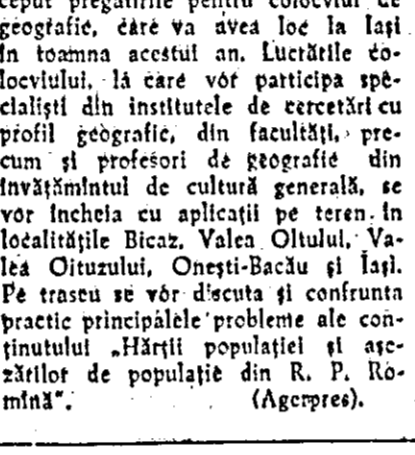 ceput pregătirile pentru colocviul de
geografie, care va avea loc la Iași
în toamna acestui an. Lucrările co-
locviului, la care vor participa spe-
cialiști din institutele de cercetări cu
profil geografic, din facultăți, pre-
cum și profesori de geografie din
învățămîntul de cultură generală, se
vor încheia cu aplicații pe teren în
localitățile Bicaz, Valea Oltului, Va-
lea Oituzului, Onești-Bacău și Iași.
Pe traseu se vor discuta și confrunta
practic principalele probleme ale con-
ținutului „Hărții populației și așe-
zărilor de populație din R. P. Ro-
mînă".                (Agerpres).